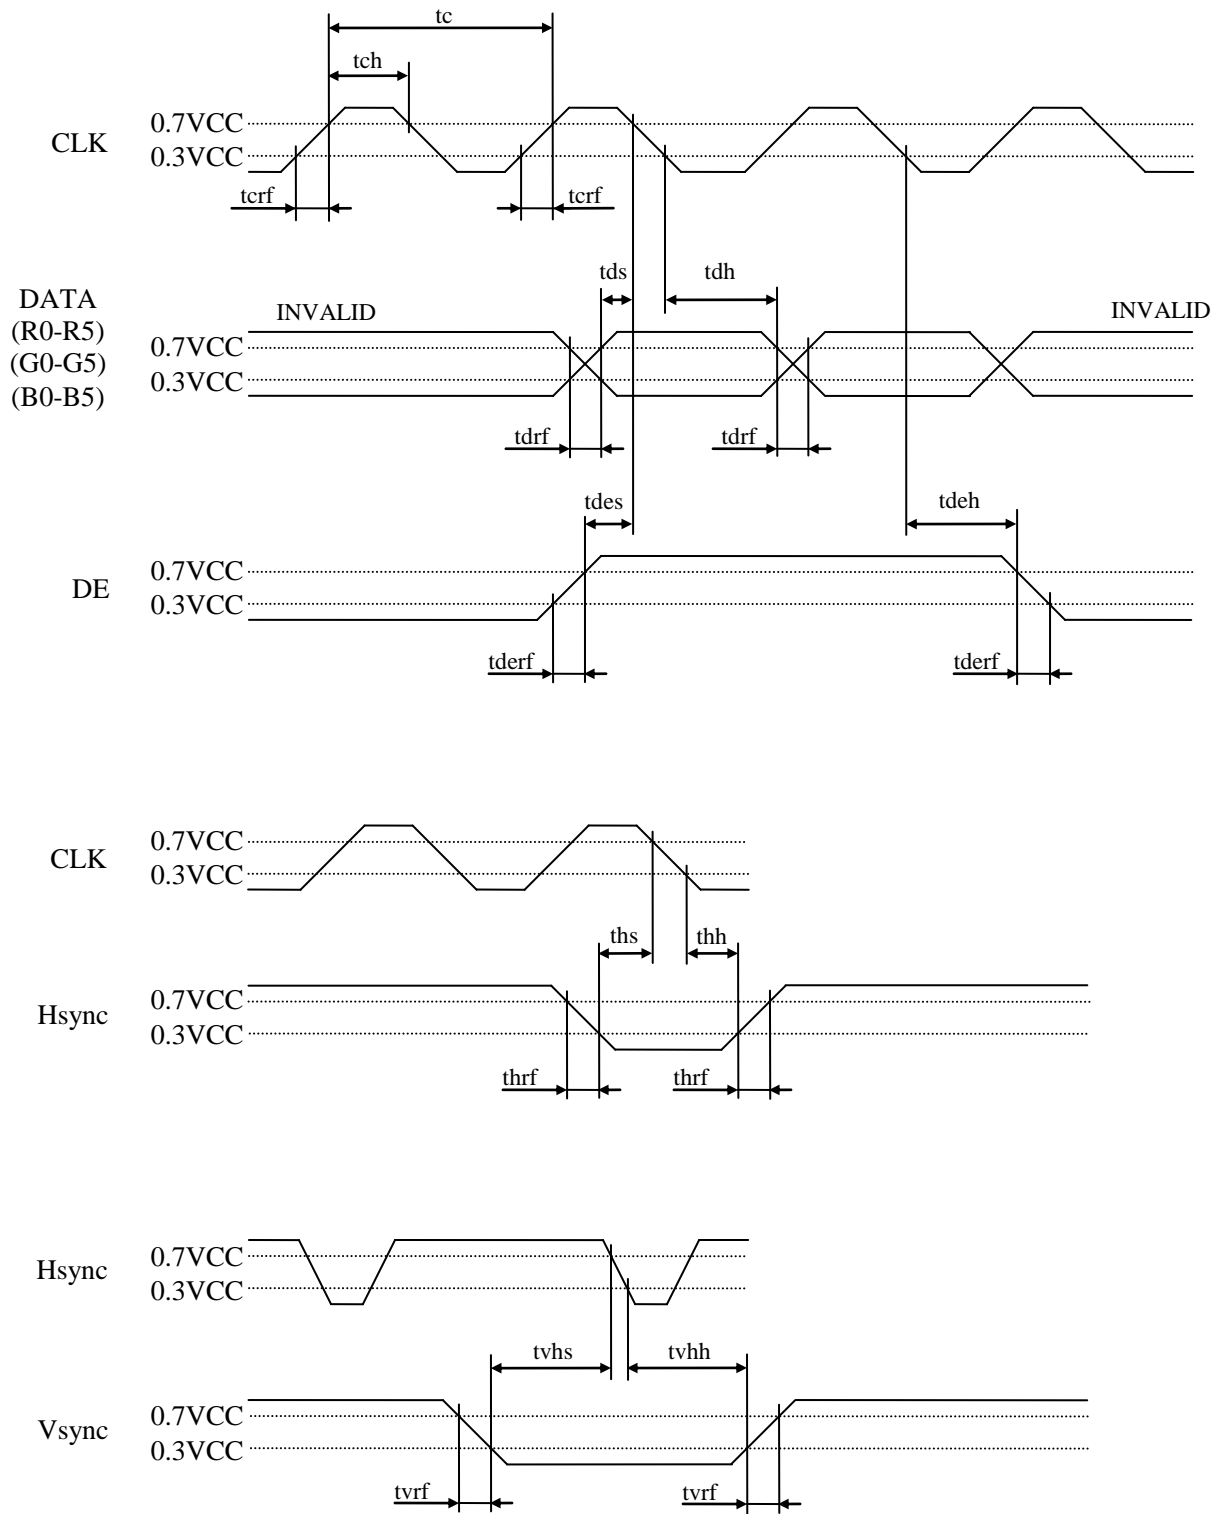 tc
tch
CLK
0.7VCC
0.3VCC
tcrf
tcrf
tds
tdh
DATA
(R0-R5)
(G0-G5)
(B0-B5)
INVALID
INVALID
0.7VCC
0.3VCC
tdrf
tdrf
tdes
tdeh
DE
0.7VCC
0.3VCC
tderf
tderf
CLK
0.7VCC
0.3VCC
ths
thh
Hsync
0.7VCC
0.3VCC
thrf
thrf
Hsync
0.7VCC
0.3VCC
tvhs
tvhh
Vsync
0.7VCC
0.3VCC
tvrf
tvrf